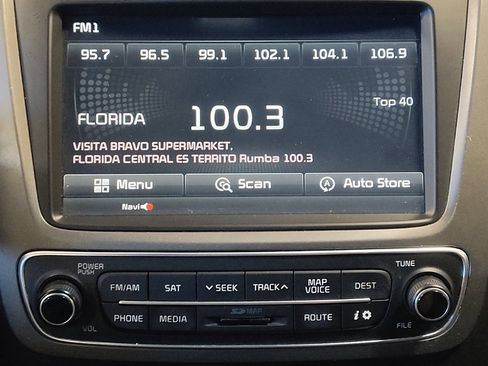 FM1
95.7 96.5 99.1 102.1 104.1 106.9
Top 40
FLORIDA 100.3
VISITA BRAVO SUPERMARKET.
FLORIDA CENTRAL ES TERRITO Rumba 100.3
Menu Scan A Auto Store
Navi
POWER PUSH FM/AM SAT SEEK TRACK MAP VOICE DEST TUNE
VOL PHONE MEDIA SD MAP ROUTE i FILE